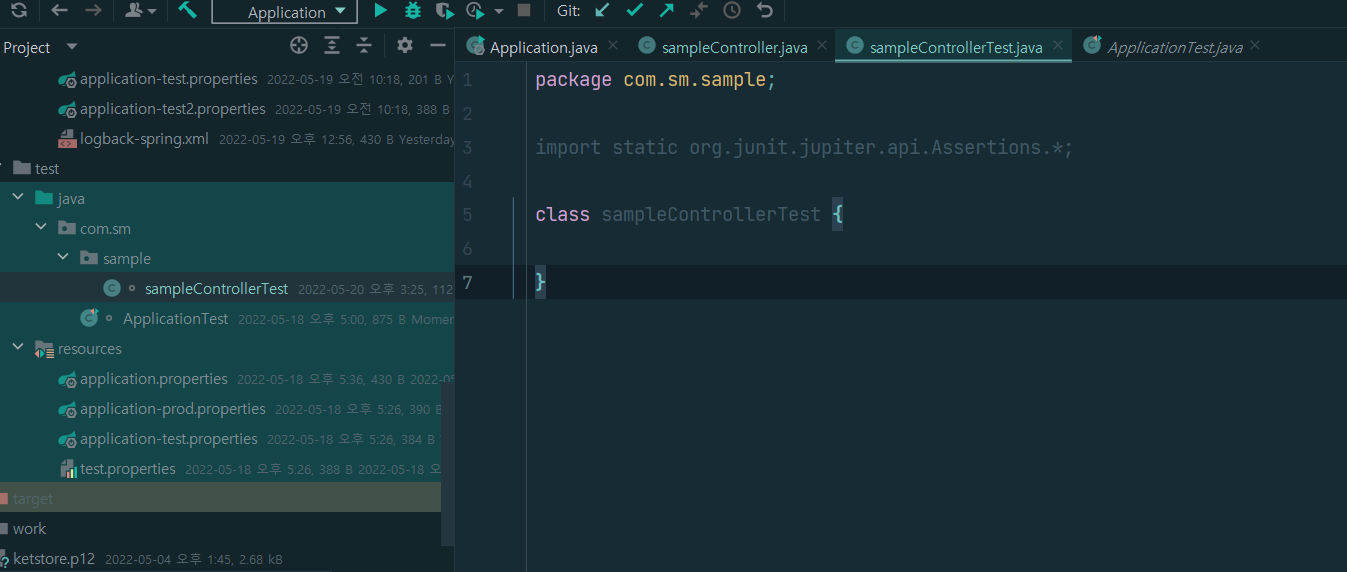 Application
Git:
Project
Application.java
sampleController.java
sampleControllerTest.java
ApplicationTest.java
application-test.properties 2022-05-19 오전 10:18, 201 B Y
application-test2.properties 2022-05-19 오전 10:18, 388 B
logback-spring.xml 2022-05-19 오후 12:56, 430 B Yesterday
test
java
com.sm
sample
sampleControllerTest 2022-05-20 오후 3:25, 112
ApplicationTest 2022-05-18 오후 5:00, 875 B Momen
resources
application.properties 2022-05-18 오후 5:36, 430 B 2022-05
application-prod.properties 2022-05-18 오후 5:26, 390 B
application-test.properties 2022-05-18 오후 5:26, 384 B
test.properties 2022-05-18 오후 5:26, 388 B 2022-05-18 오
target
work
ketstore.p12 2022-05-04 오후 1:45, 2.68 kB
1 package com.sm.sample;
2
3 import static org.junit.jupiter.api.Assertions.*;
4
5 class sampleControllerTest {
6
7 }